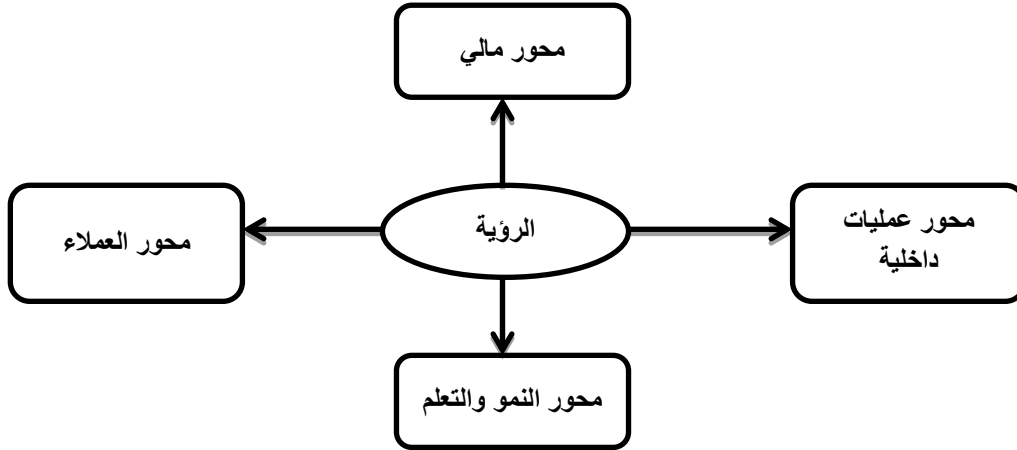 محور مالي
محور عمليات
داخلية
الرؤية
محور العملاء
محور النمو والتعلم